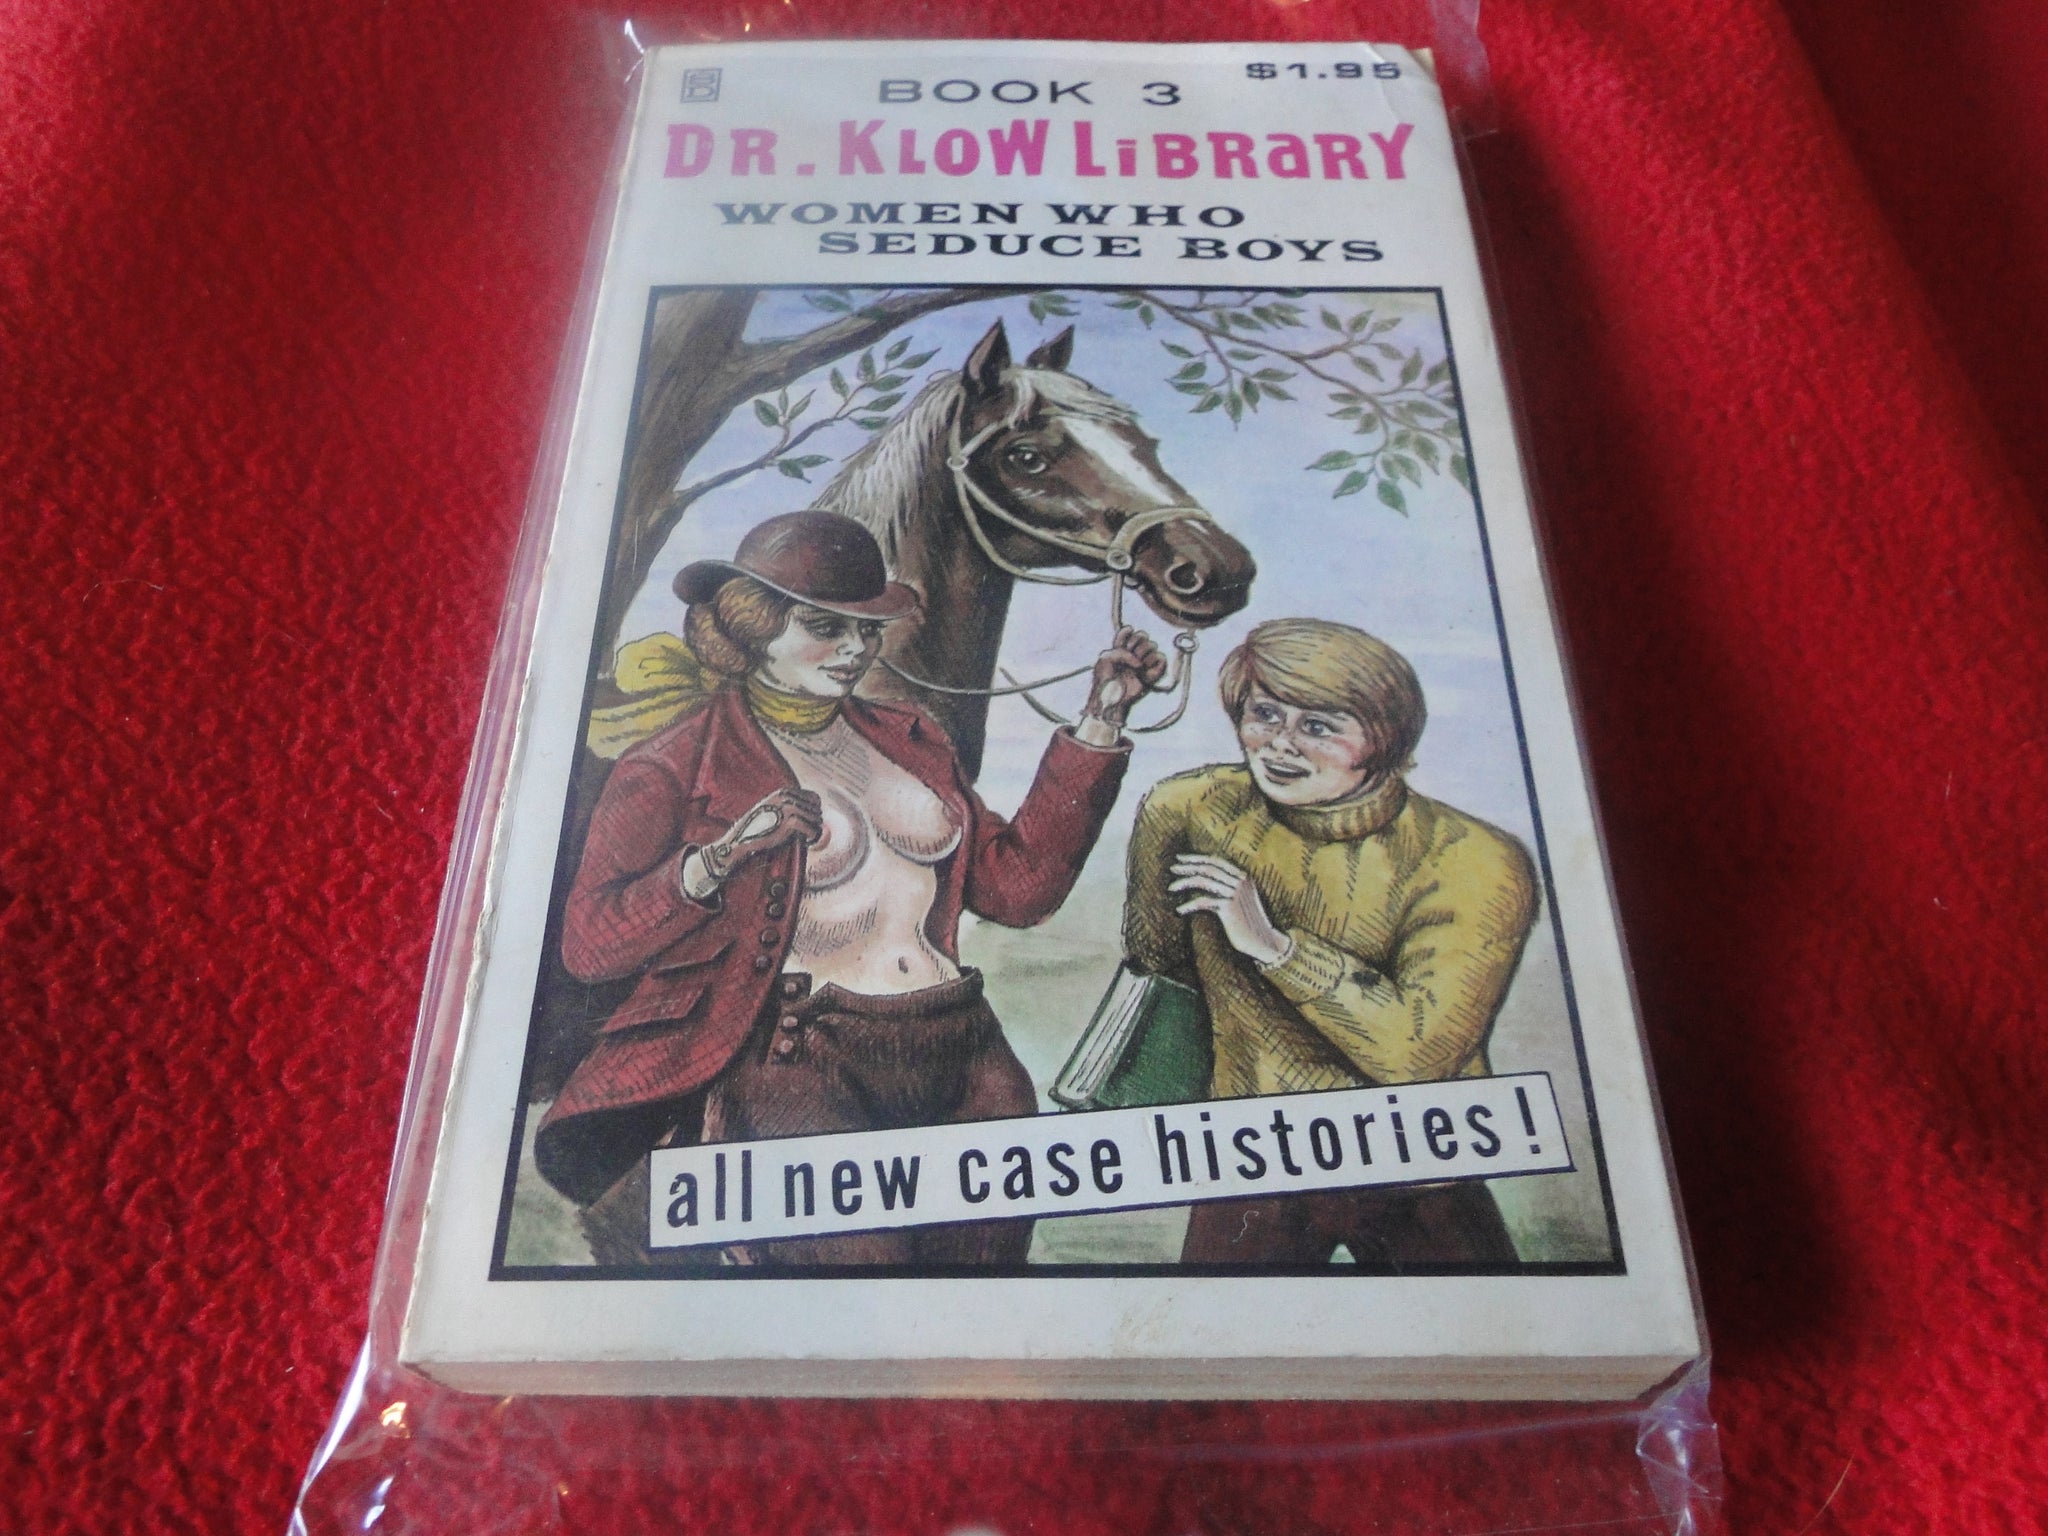 BOOK 3
$1.95
DR. KLOW LiBRaRY
WOMEN WHO
SEDUCE BOYS
all new case histories!